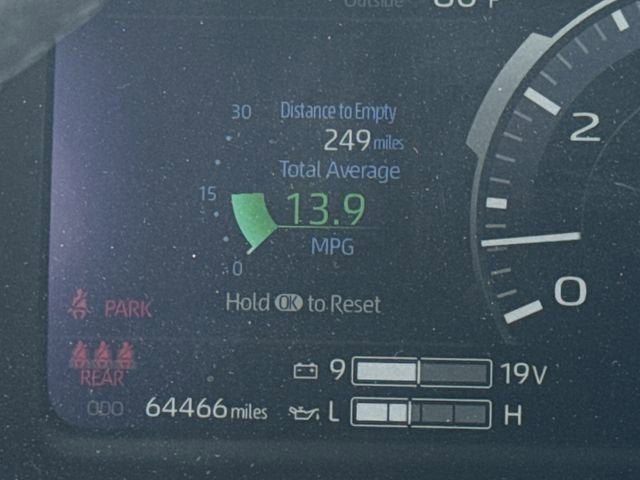 Outside
30 Distance to Empty
249 miles
Total Average
15 13.9
MPG
0
Hold OK to Reset
PARK
REAR
9 19V
ODO 64466 miles L H
2
0